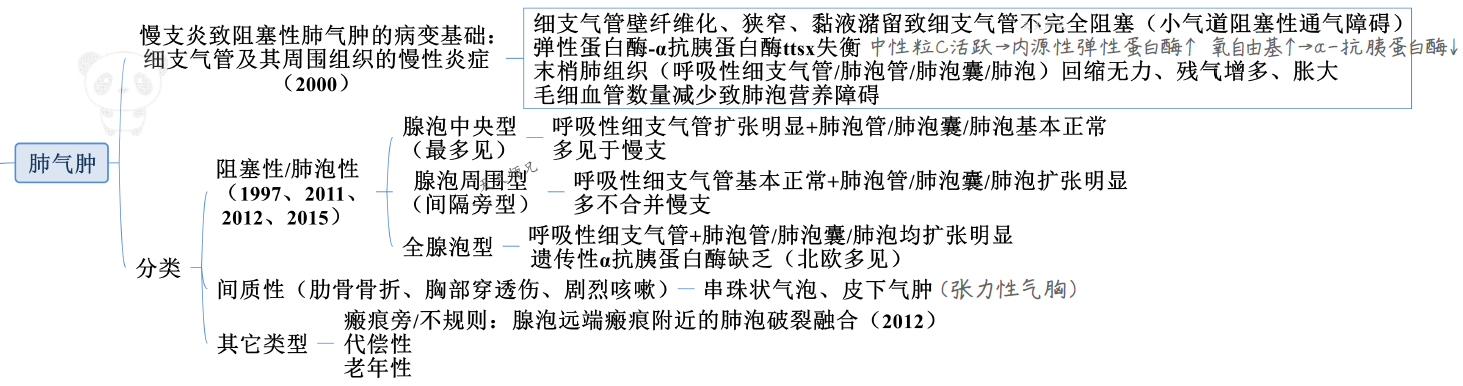 慢支炎致阻塞性肺气肿的病变基础：
细支气管及其周围组织的慢性炎症
（2000）
细支气管壁纤维化、狭窄、黏液潴留致细支气管不完全阻塞（小气道阻塞性通气障碍）
弹性蛋白酶-α抗胰蛋白酶ttsx失衡 中性粒C活跃→内源性弹性蛋白酶↑ 氧自由基↑→α-抗胰蛋白酶↓
末梢肺组织（呼吸性细支气管/肺泡管/肺泡囊/肺泡）回缩无力、残气增多、胀大
毛细血管数量减少致肺泡营养障碍
肺气肿
分类
阻塞性/肺泡性
（1997、2011、
2012、2015）
腺泡中央型
（最多见）
呼吸性细支气管扩张明显+肺泡管/肺泡囊/肺泡基本正常
多见于慢支
腺泡周围型
（间隔旁型）
呼吸性细支气管基本正常+肺泡管/肺泡囊/肺泡扩张明显
多不合并慢支
全腺泡型
呼吸性细支气管+肺泡管/肺泡囊/肺泡均扩张明显
遗传性α抗胰蛋白酶缺乏（北欧多见）
间质性（肋骨骨折、胸部穿透伤、剧烈咳嗽）
串珠状气泡、皮下气肿（张力性气胸）
其它类型
瘢痕旁/不规则：腺泡远端瘢痕附近的肺泡破裂融合（2012）
代偿性
老年性